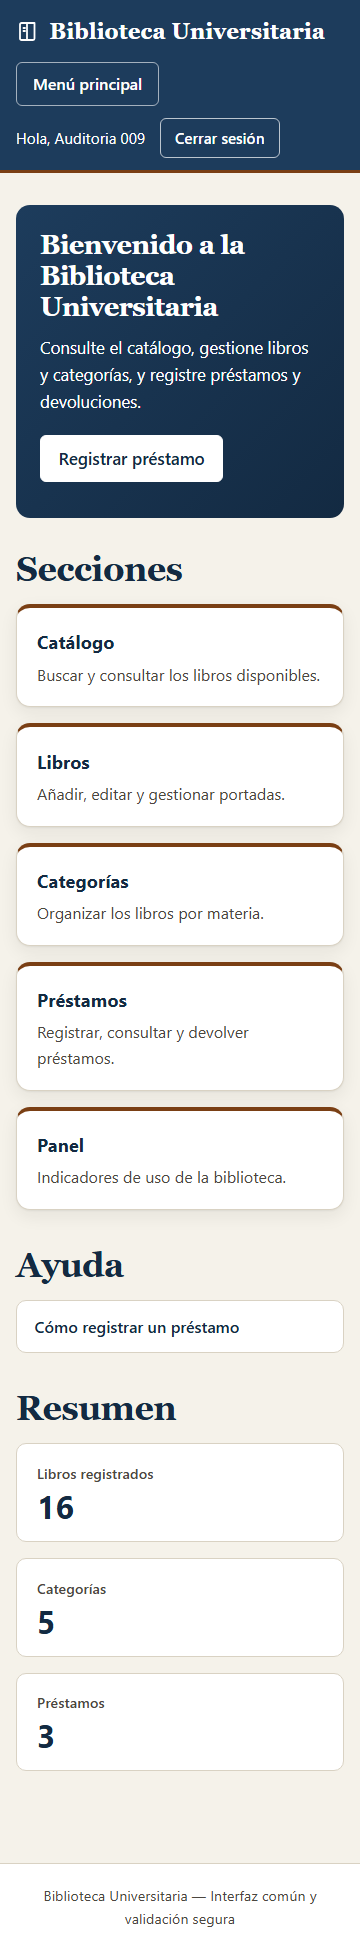 Biblioteca Universitaria
Menú principal
Hola, Auditoria 009
Cerrar sesión
Bienvenido a la
Biblioteca
Universitaria
Consulte el catálogo, gestione libros
y categorías, y registre préstamos y
devoluciones.
Registrar préstamo
Secciones
Catálogo
Buscar y consultar los libros disponibles.
Libros
Añadir, editar y gestionar portadas.
Categorías
Organizar los libros por materia.
Préstamos
Registrar, consultar y devolver
préstamos.
Panel
Indicadores de uso de la biblioteca.
Ayuda
Cómo registrar un préstamo
Resumen
Libros registrados
16
Categorías
5
Préstamos
3
Biblioteca Universitaria — Interfaz común y
validación segura